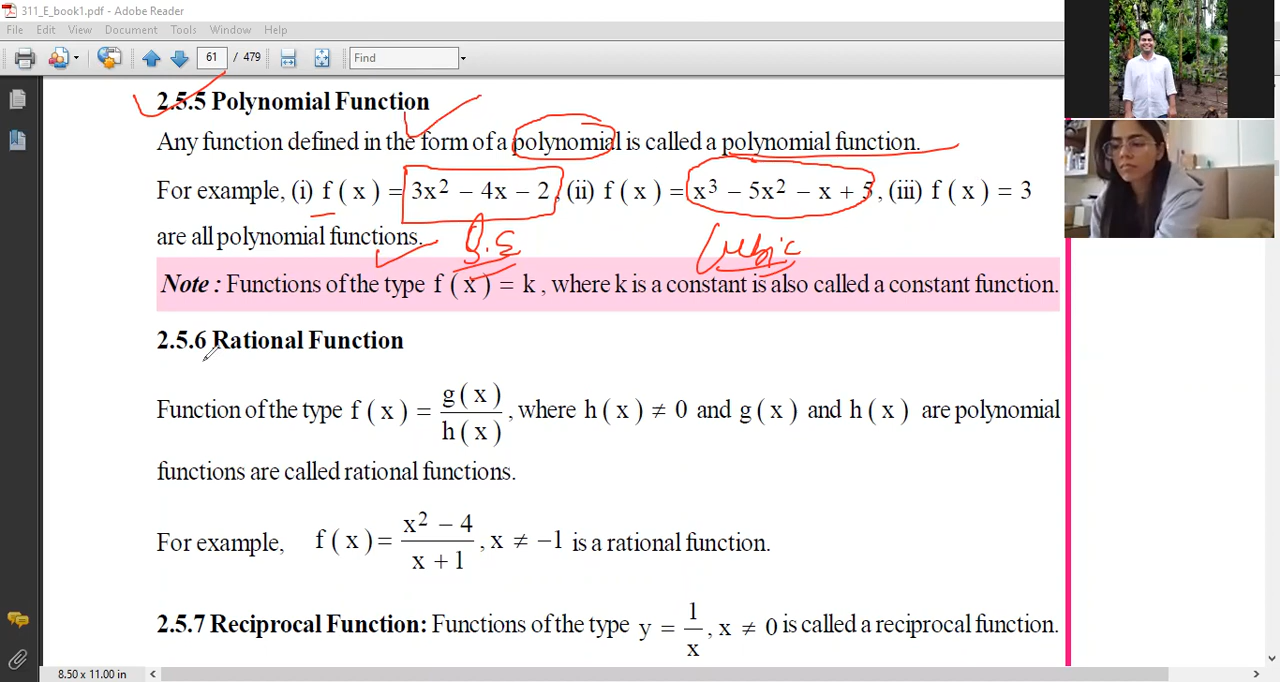 311_E_book1.pdf - Adobe Reader
File Edit View Document Tools Window Help
61 / 479 Find
2.5.5 Polynomial Function
Any function defined in the form of a polynomial is called a polynomial function.
For example, (i) f ( x ) = 3x² − 4x − 2 (ii) f ( x ) = x³ − 5x² − x + 5, (iii) f ( x ) = 3
are all polynomial functions.
Q.E Cubic
Note : Functions of the type f ( x ) = k , where k is a constant is also called a constant function.
2.5.6 Rational Function
Function of the type f ( x ) = g ( x ) / h ( x ) , where h ( x ) ≠ 0 and g ( x ) and h ( x ) are polynomial
functions are called rational functions.
For example, f ( x ) = x² − 4 / x + 1 , x ≠ −1 is a rational function.
2.5.7 Reciprocal Function: Functions of the type y = 1 / x , x ≠ 0 is called a reciprocal function.
8.50 x 11.00 in